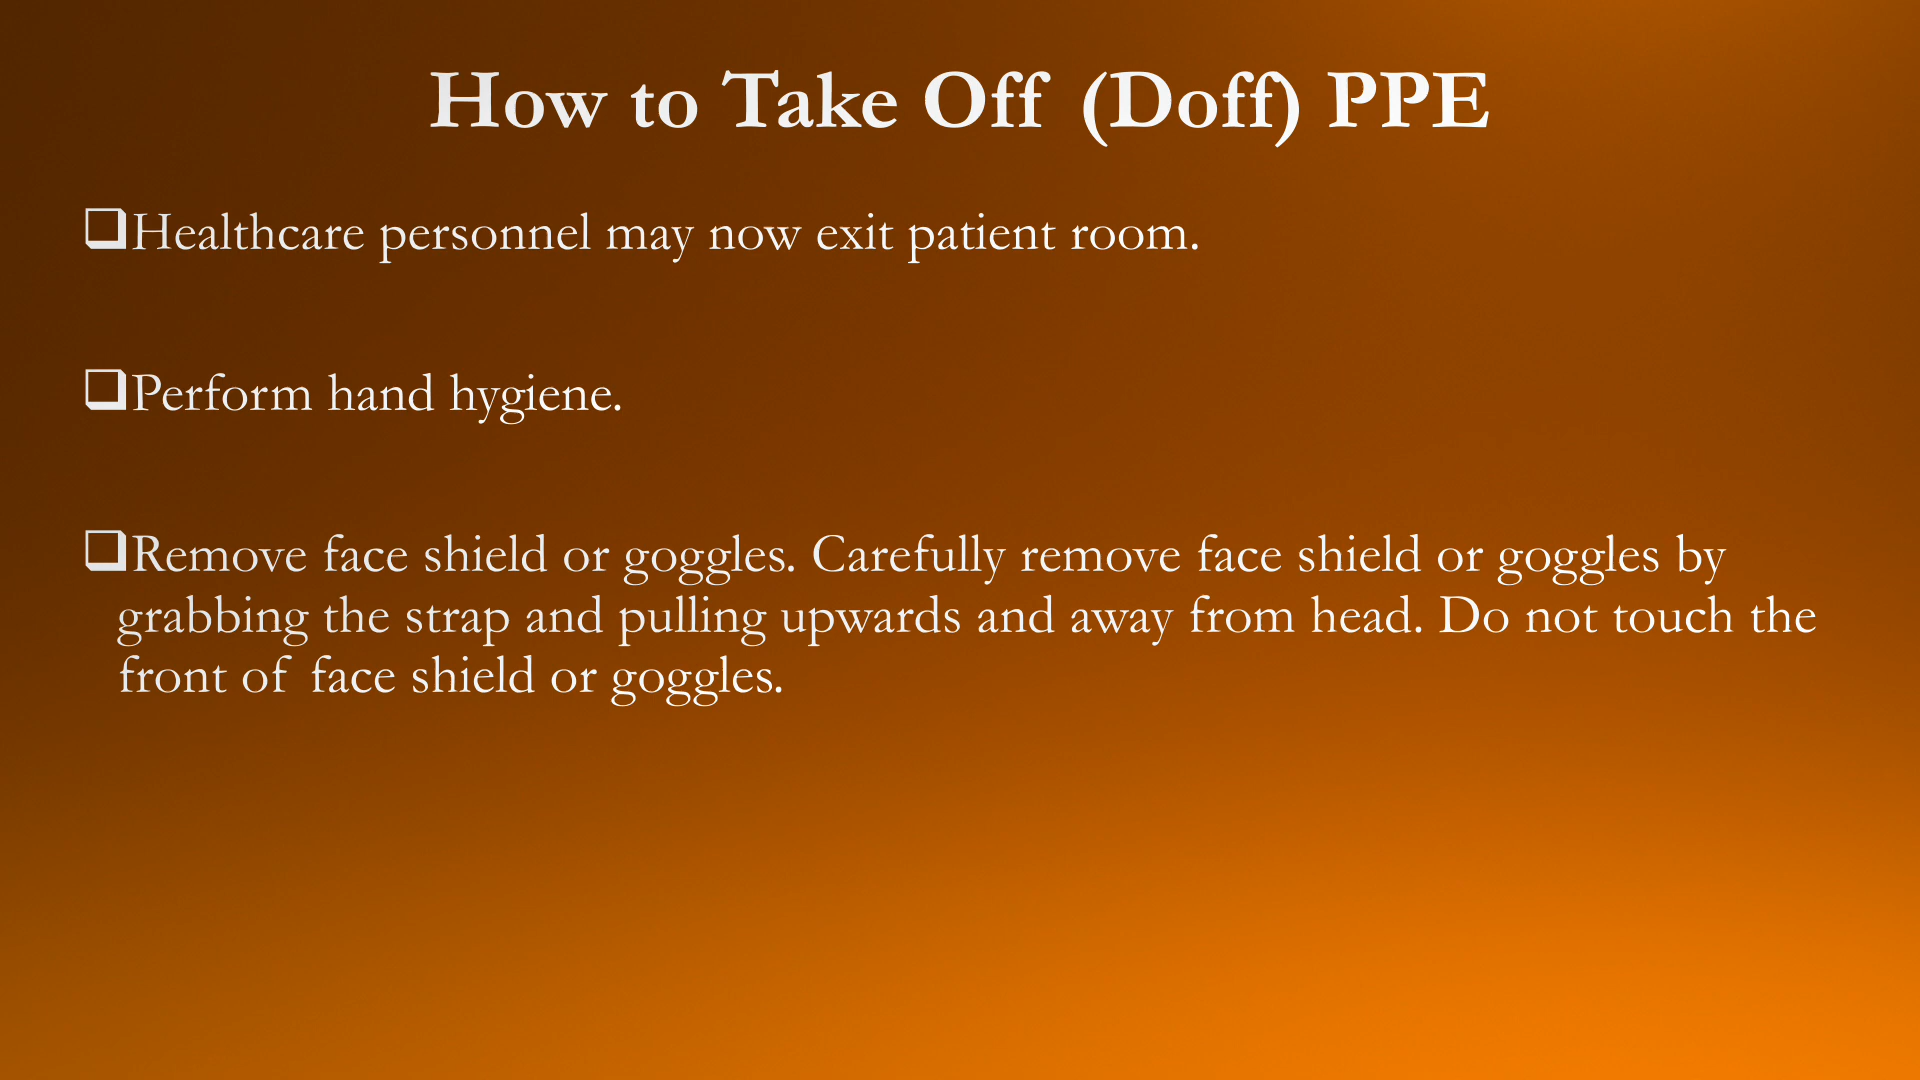 How to Take Off (Doff) PPE
❑Healthcare personnel may now exit patient room.
❑Perform hand hygiene.
❑Remove face shield or goggles. Carefully remove face shield or goggles by
grabbing the strap and pulling upwards and away from head. Do not touch the
front of face shield or goggles.